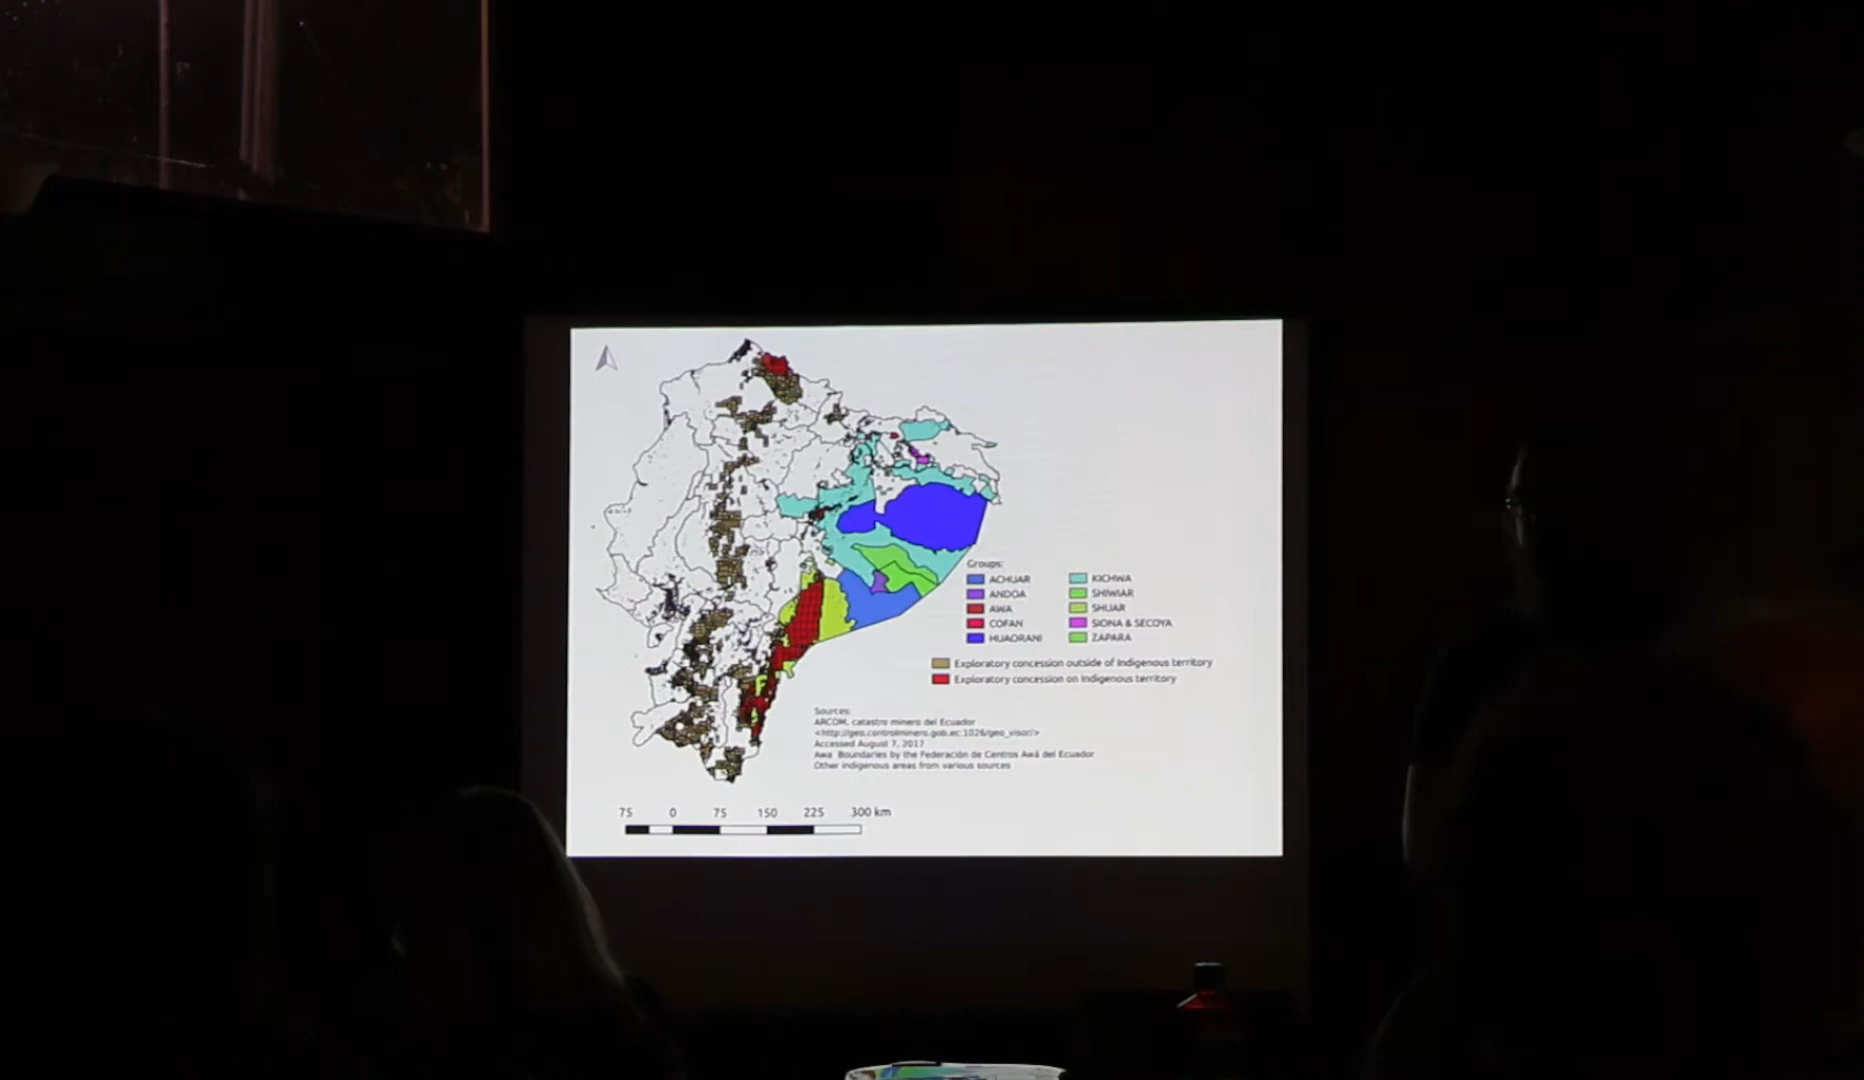 Groups:
ACHUAR
ANDOA
AWA
COFAN
HUAORANI
KICHWA
SHIWIAR
SHUAR
SIONA & SECOYA
ZAPARA
Exploratory concession outside of Indigenous territory
Exploratory concession on Indigenous territory
Sources:
ARCOM, catastro minero del Ecuador
<http://geo.controlminero.gob.ec:1026/geo_visor/>
Accessed August 7, 2017
Awa Boundaries by the Federación de Centros Awá del Ecuador
Other indigenous areas from various sources
75 0 75 150 225 300 km